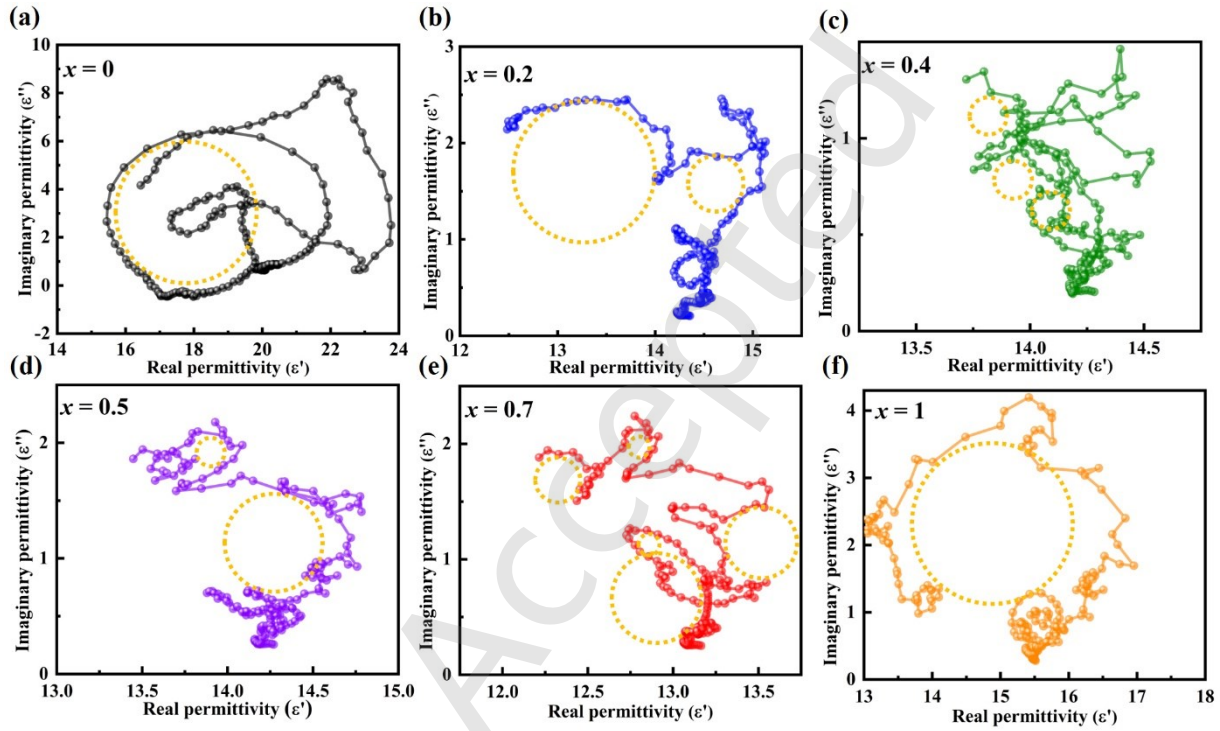 (a)
x = 0
Imaginary permittivity (ε'')
10
8
6
4
2
0
-2
14 16 18 20 22 24
Real permittivity (ε')
(b)
x = 0.2
Imaginary permittivity (ε'')
3
2
1
0
12 13 14 15
Real permittivity (ε')
(c)
x = 0.4
Imaginary permittivity (ε'')
1
0
13.5 14.0 14.5
Real permittivity (ε')
(d)
x = 0.5
Imaginary permittivity (ε'')
2
1
0
13.0 13.5 14.0 14.5 15.0
Real permittivity (ε')
(e)
x = 0.7
Imaginary permittivity (ε'')
2
1
0
12.0 12.5 13.0 13.5
Real permittivity (ε')
(f)
x = 1
Imaginary permittivity (ε'')
4
3
2
1
0
13 14 15 16 17 18
Real permittivity (ε')
Accepted